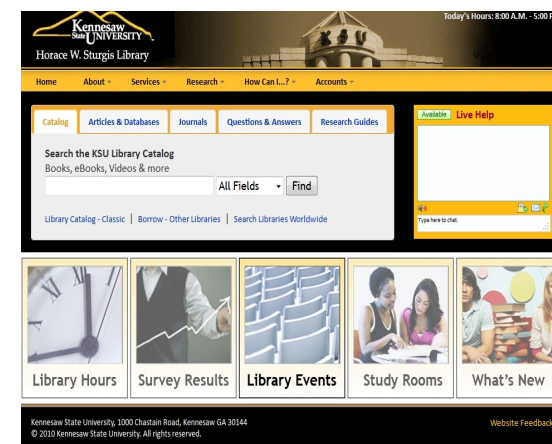 Kennesaw
State UNIVERSITY
Horace W. Sturgis Library
KSU
Today's Hours: 8:00 A.M. - 5:00 P
Home About Services Research How Can I...? Accounts
Catalog Articles & Databases Journals Questions & Answers Research Guides
Search the KSU Library Catalog
Books, eBooks, Videos & more
All Fields Find
Library Catalog - Classic | Borrow - Other Libraries | Search Libraries Worldwide
Available Live Help
Type here to chat.
Library Hours Survey Results Library Events Study Rooms What's New
Kennesaw State University, 1000 Chastain Road, Kennesaw GA 30144
© 2010 Kennesaw State University. All rights reserved.
Website Feedback